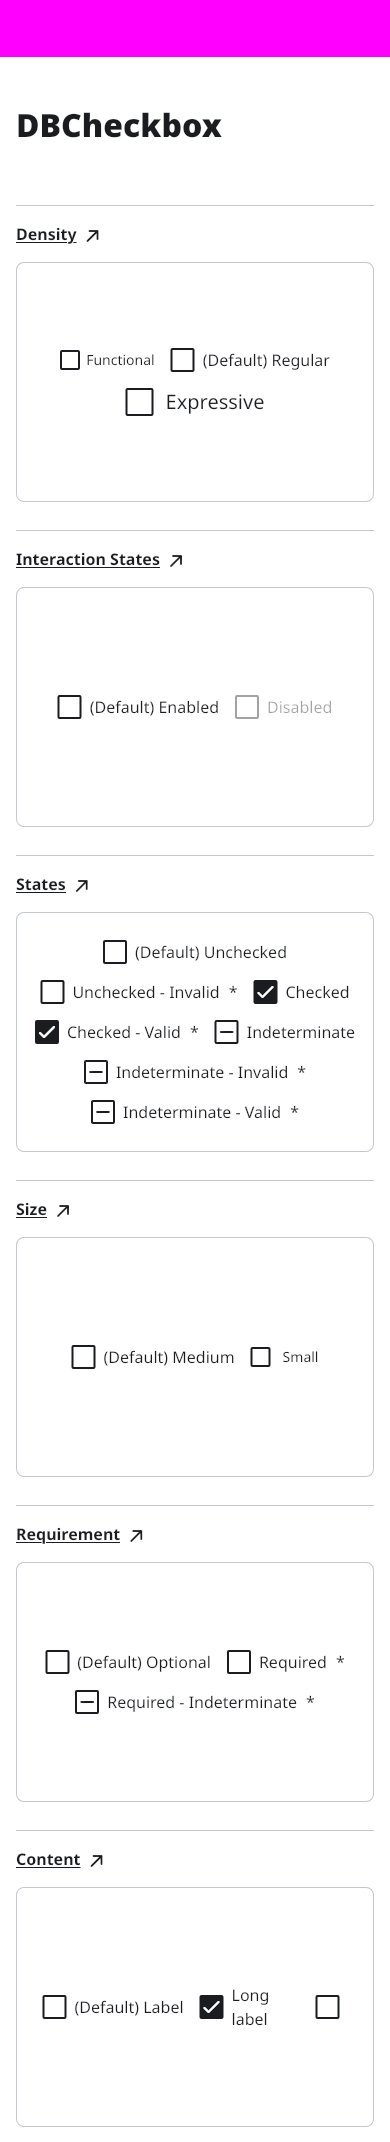 DBCheckbox
Density
Functional (Default) Regular
Expressive
Interaction States
(Default) Enabled Disabled
States
(Default) Unchecked
Unchecked - Invalid * Checked
Checked - Valid * Indeterminate
Indeterminate - Invalid *
Indeterminate - Valid *
Size
(Default) Medium Small
Requirement
(Default) Optional Required *
Required - Indeterminate *
Content
(Default) Label Long
label